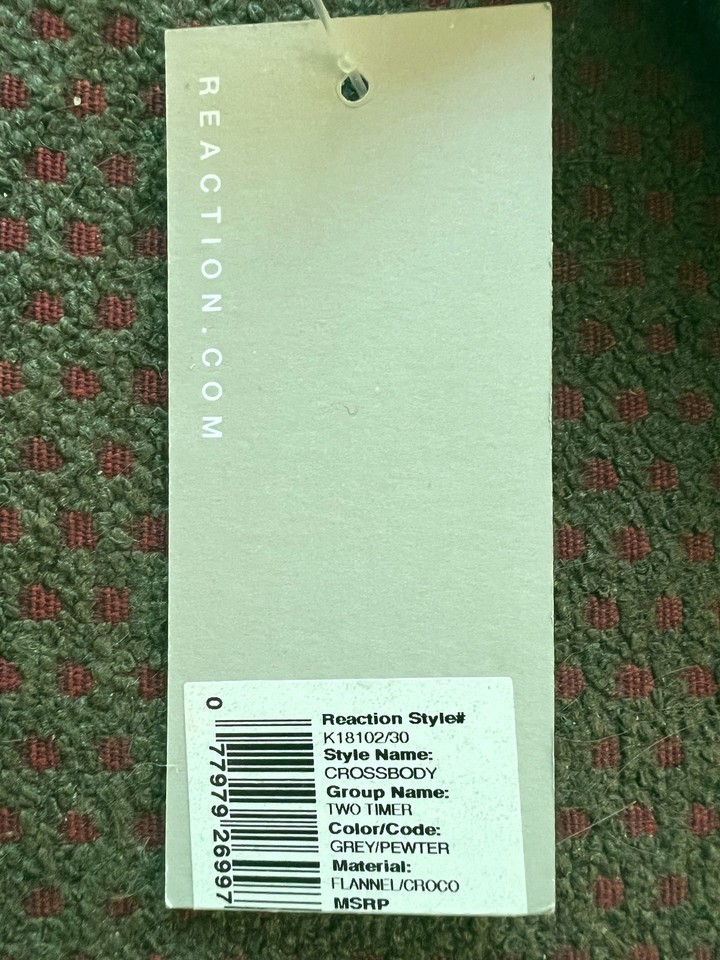 REACTION.COM
Reaction Style#
K18102/30
Style Name:
CROSSBODY
Group Name:
TWO TIMER
Color/Code:
GREY/PEWTER
Material:
FLANNEL/CROCO
MSRP
0 77979 26997